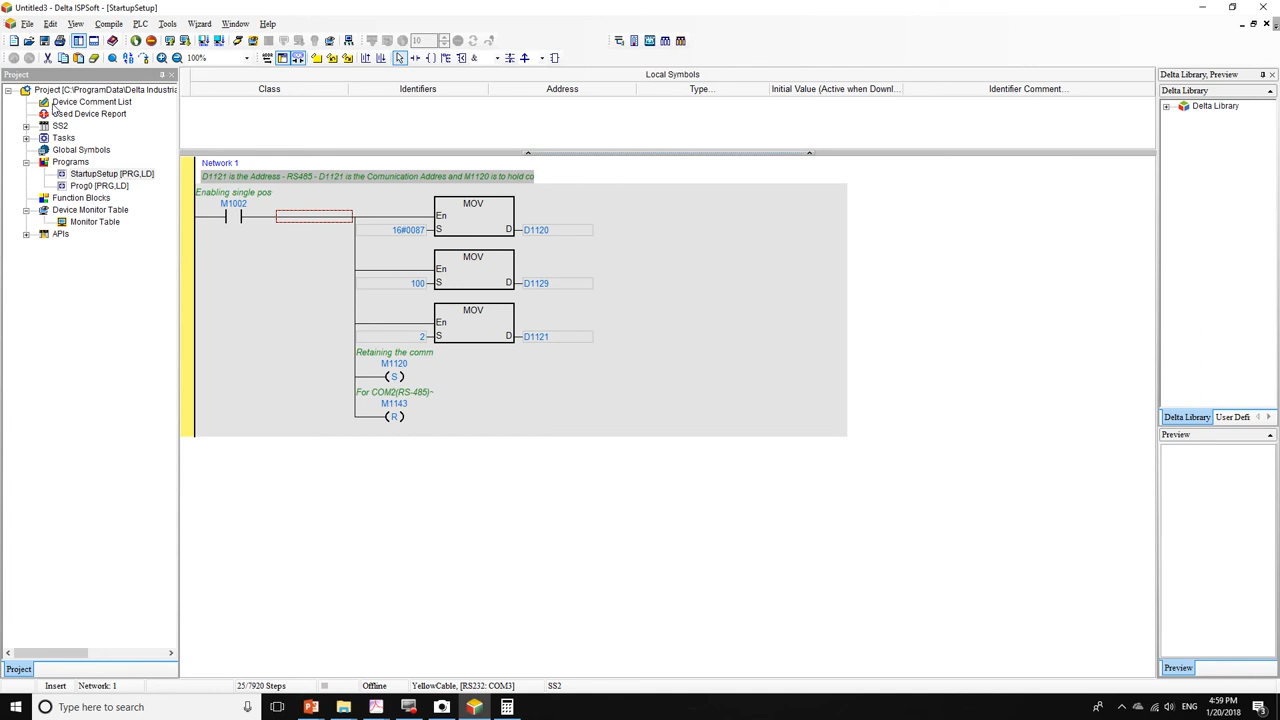 Untitled3 - Delta ISPSoft - [StartupSetup]
File Edit View Compile PLC Tools Wizard Window Help
10
100%
&
Project
Project [C:\ProgramData\Delta Industria
Device Comment List
Used Device Report
SS2
Tasks
Global Symbols
Programs
StartupSetup [PRG,LD]
Prog0 [PRG,LD]
Function Blocks
Device Monitor Table
Monitor Table
APIs
Project
Local Symbols
Class Identifiers Address Type... Initial Value (Active when Downl... Identifier Comment...
Network 1
D1121 is the Address - RS485 - D1121 is the Comunication Addres and M1120 is to hold co
Enabling single pos
M1002
MOV
En
16#0087 S D D1120
MOV
En
100 S D D1129
MOV
En
2 S D D1121
Retaining the comm
M1120
S
For COM2(RS-485)~
M1143
R
Delta Library, Preview
Delta Library
Delta Library
Delta Library User Defi
Preview
Preview
Insert Network: 1 25/7920 Steps Offline YellowCable, [RS232: COM3] SS2
Type here to search
ENG
4:59 PM
1/20/2018
3